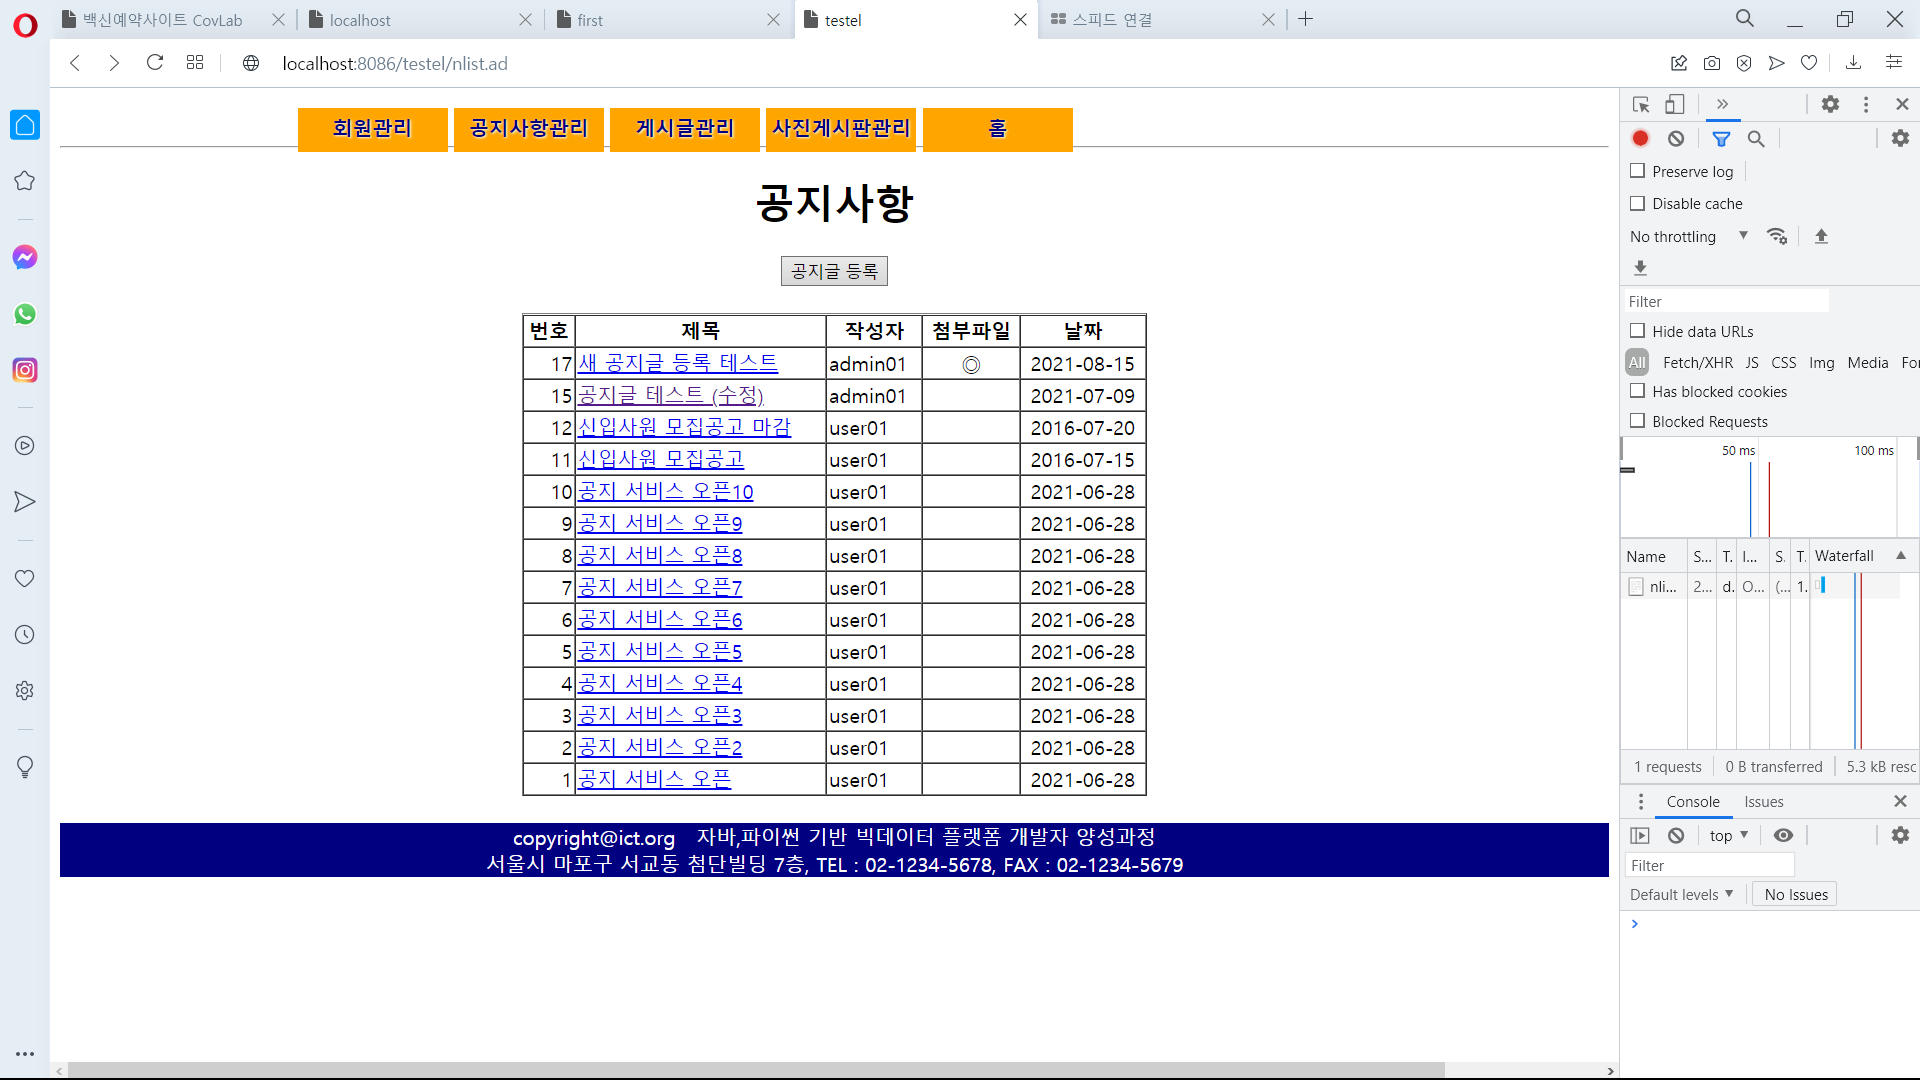 백신예약사이트 CovLab
localhost
first
testel
스피드 연결
localhost:8086/testel/nlist.ad
회원관리 공지사항관리 게시글관리 사진게시판관리 홈
공지사항
공지글 등록
번호 제목 작성자 첨부파일 날짜
17 새 공지글 등록 테스트 admin01 ◎ 2021-08-15
15 공지글 테스트 (수정) admin01 2021-07-09
12 신입사원 모집공고 마감 user01 2016-07-20
11 신입사원 모집공고 user01 2016-07-15
10 공지 서비스 오픈10 user01 2021-06-28
9 공지 서비스 오픈9 user01 2021-06-28
8 공지 서비스 오픈8 user01 2021-06-28
7 공지 서비스 오픈7 user01 2021-06-28
6 공지 서비스 오픈6 user01 2021-06-28
5 공지 서비스 오픈5 user01 2021-06-28
4 공지 서비스 오픈4 user01 2021-06-28
3 공지 서비스 오픈3 user01 2021-06-28
2 공지 서비스 오픈2 user01 2021-06-28
1 공지 서비스 오픈 user01 2021-06-28
copyright@ict.org 자바,파이썬 기반 빅데이터 플랫폼 개발자 양성과정
서울시 마포구 서교동 첨단빌딩 7층, TEL : 02-1234-5678, FAX : 02-1234-5679
Preserve log
Disable cache
No throttling
Filter
Hide data URLs
All Fetch/XHR JS CSS Img Media For
Has blocked cookies
Blocked Requests
50 ms 100 ms
Name S... T. I... S. T. Waterfall
nli... 2... d. O... (... 1.
1 requests 0 B transferred 5.3 kB resc
Console Issues
top
Filter
Default levels No Issues